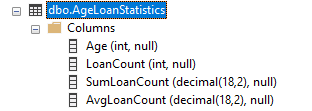 dbo.AgeLoanStatistics
Columns
Age (int, null)
LoanCount (int, null)
SumLoanCount (decimal(18,2), null)
AvgLoanCount (decimal(18,2), null)